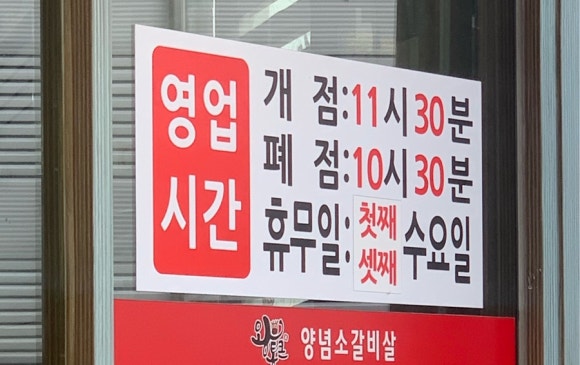 영업
시간
개 점:11시30분
폐 점:10시30분
휴무일:첫째
셋째
수요일
양념소갈비살